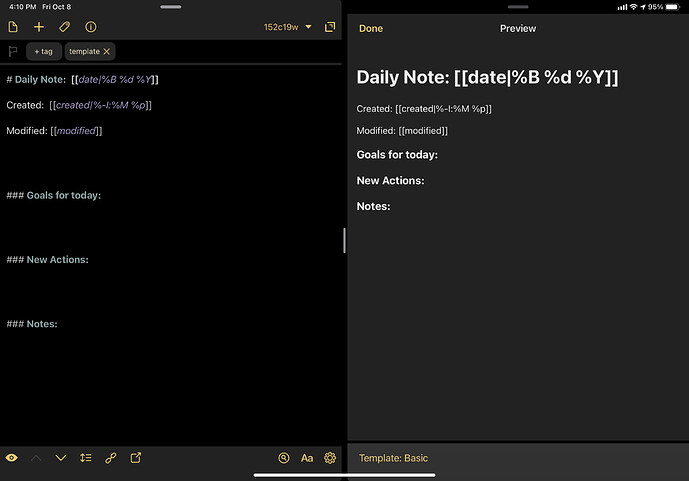 4:10 PM Fri Oct 8
95%
152c19w
+ tag
template
# Daily Note: [[date|%B %d %Y]]
Created: [[created|%-I:%M %p]]
Modified: [[modified]]
### Goals for today:
### New Actions:
### Notes:
Aa
Done
Preview
Daily Note: [[date|%B %d %Y]]
Created: [[created|%-I:%M %p]]
Modified: [[modified]]
Goals for today:
New Actions:
Notes:
Template: Basic